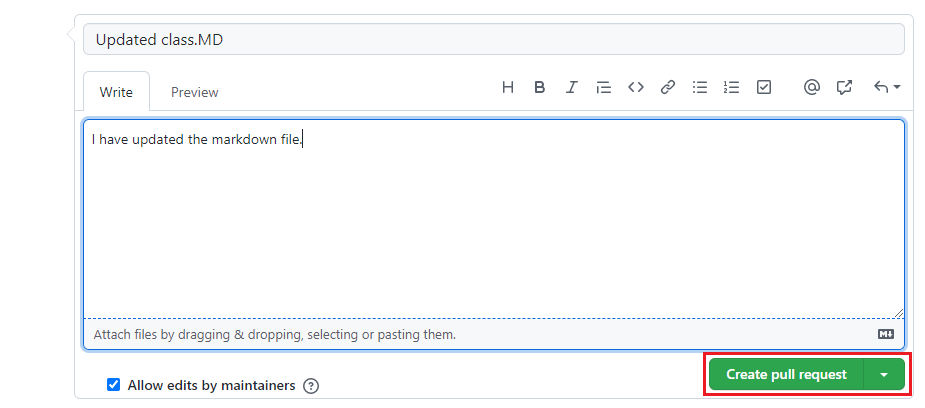 Updated class.MD
Write Preview
I have updated the markdown file.
Attach files by dragging & dropping, selecting or pasting them.
Allow edits by maintainers
Create pull request